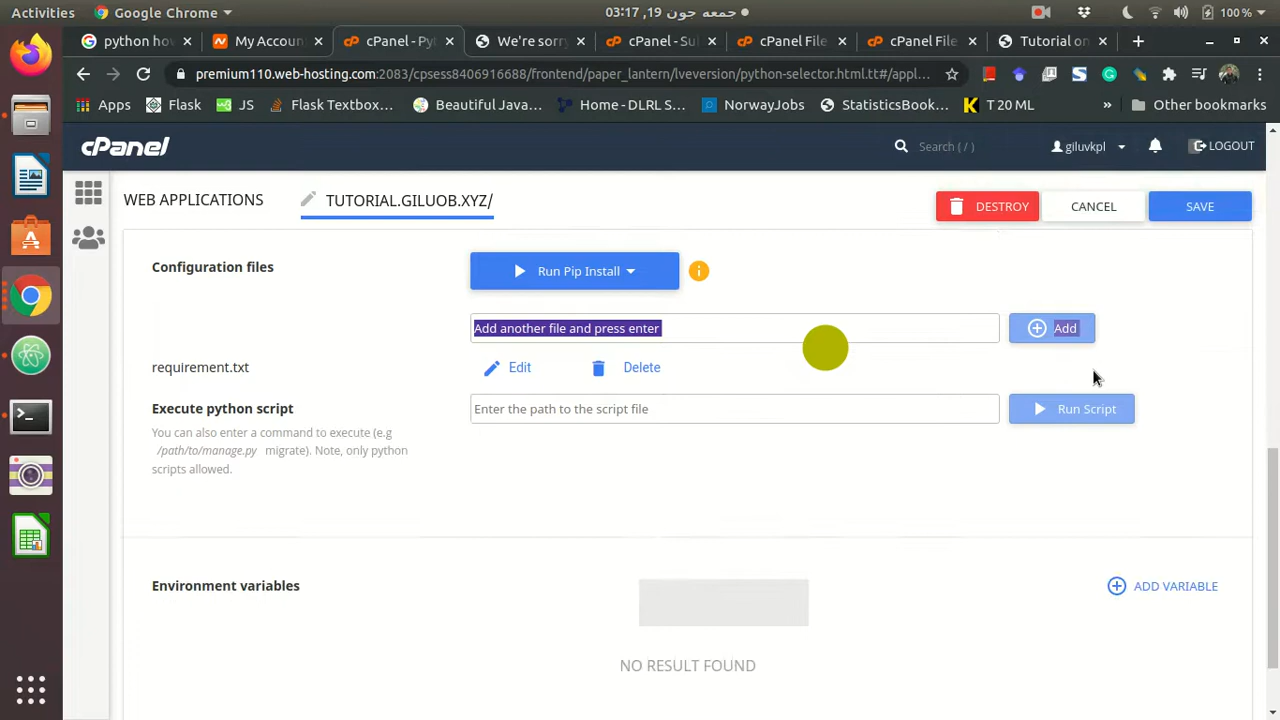 Activities
Google Chrome
جمعه جون 19, 03:17
100 %
python how
My Accoun
cPanel - Pyt
We're sorry
cPanel - Sul
cPanel File
cPanel File
Tutorial on
premium110.web-hosting.com:2083/cpsess8406916688/frontend/paper_lantern/lveversion/python-selector.html.tt#/appl...
Apps
Flask
JS
Flask Textbox...
Beautiful Java...
Home - DLRL Sr...
NorwayJobs
StatisticsBook...
T 20 ML
»
Other bookmarks
cPanel
Search ( / )
giluvkpl
LOGOUT
WEB APPLICATIONS
TUTORIAL.GILUOB.XYZ/
DESTROY
CANCEL
SAVE
Configuration files
Run Pip Install
Add another file and press enter
Add
requirement.txt
Edit
Delete
Execute python script
Enter the path to the script file
Run Script
You can also enter a command to execute (e.g
/path/to/manage.py migrate). Note, only python
scripts allowed.
Environment variables
ADD VARIABLE
NO RESULT FOUND